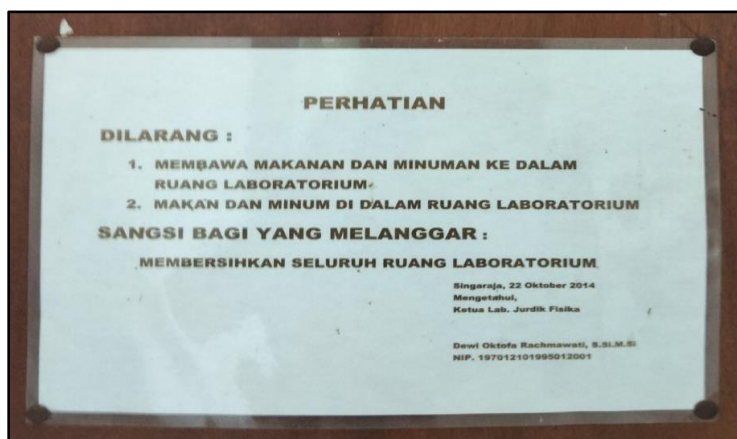 PERHATIAN
DILARANG :
1. MEMBAWA MAKANAN DAN MINUMAN KE DALAM
RUANG LABORATORIUM
2. MAKAN DAN MINUM DI DALAM RUANG LABORATORIUM
SANGSI BAGI YANG MELANGGAR :
MEMBERSIHKAN SELURUH RUANG LABORATORIUM
Singaraja, 22 Oktober 2014
Mengetahui,
Ketua Lab. Jurdik Fisika
Dewi Oktofa Rachmawati, S.Si.M.Si
NIP. 197012101995012001